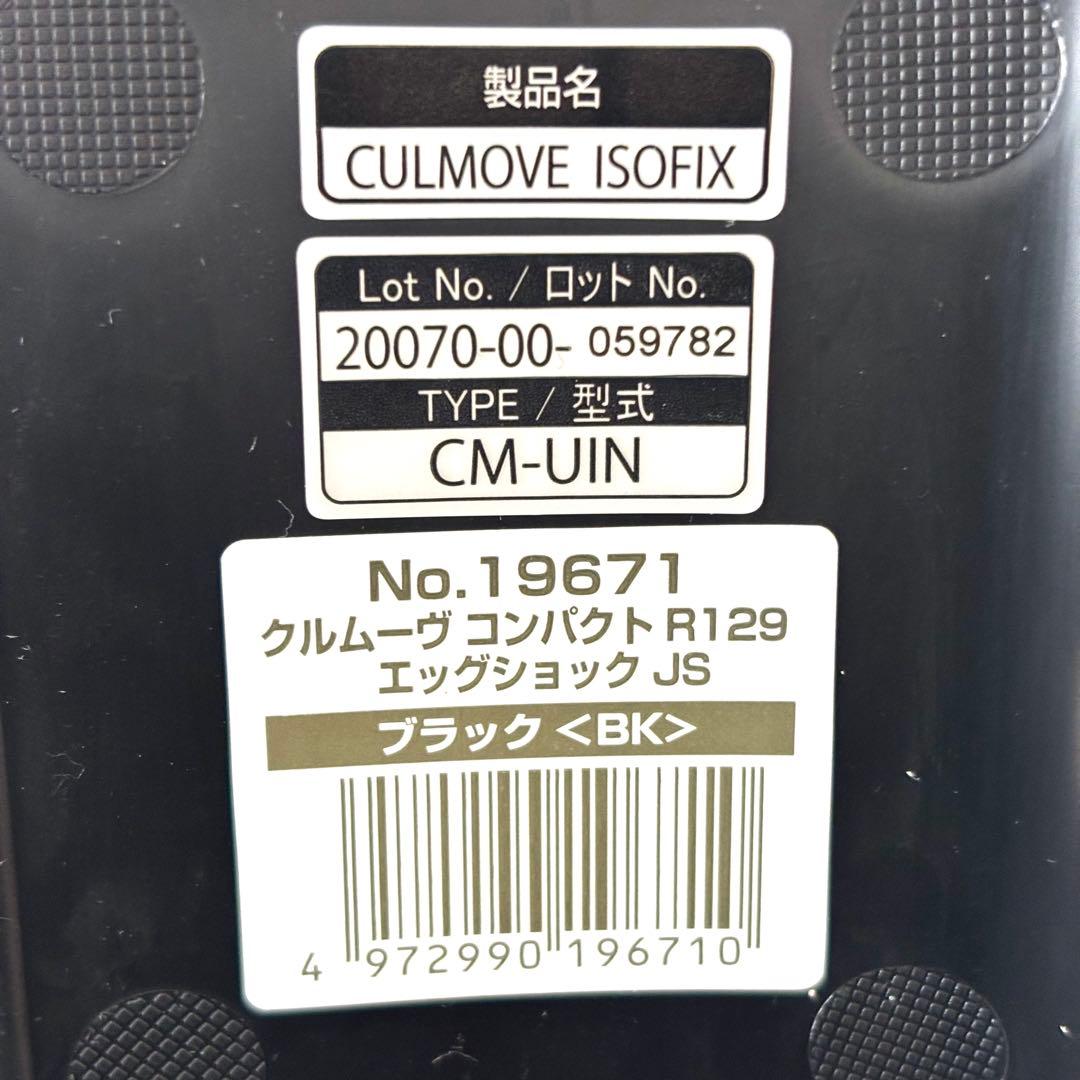 製品名
CULMOVE ISOFIX
Lot No. / ロット No.
20070-00- 059782
TYPE / 型式
CM-UIN
No.19671
クルムーヴ コンパクト R129
エッグショック JS
ブラック <BK>
4 972990 196710